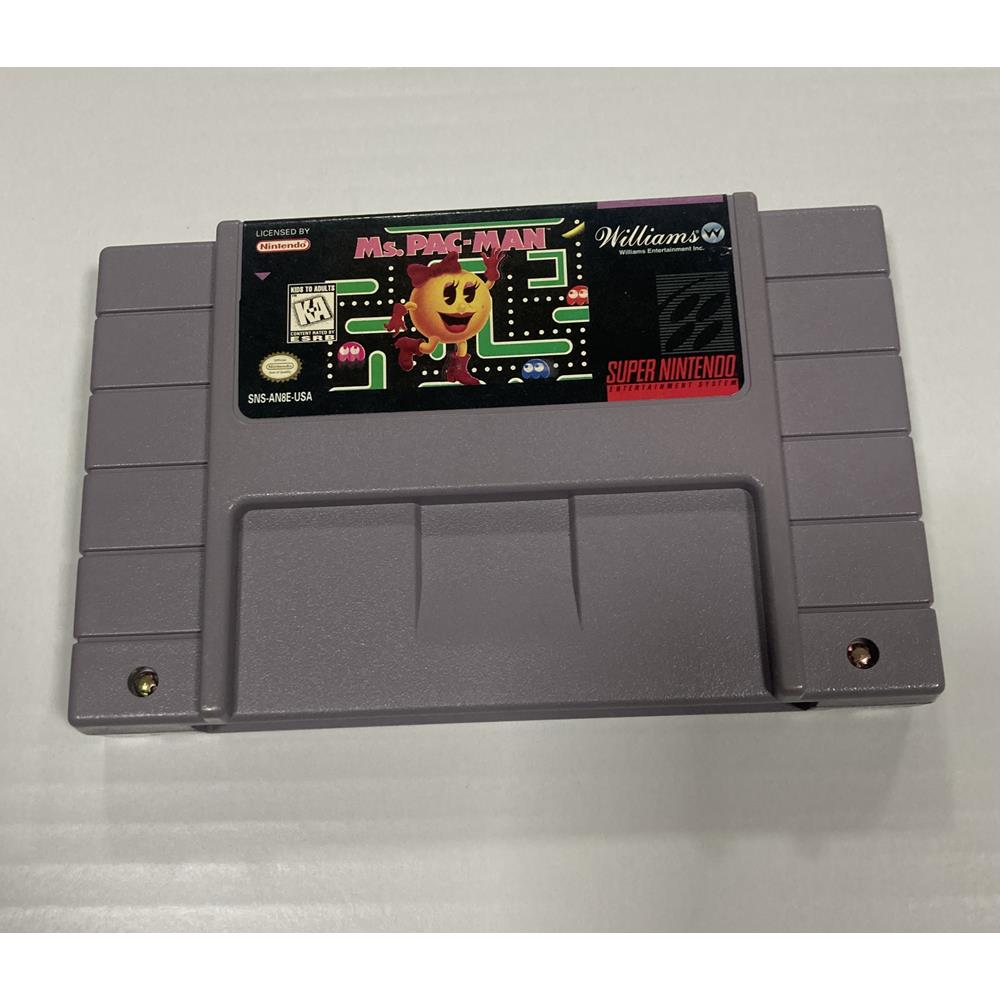 LICENSED BY
Nintendo
Ms. PAC-MAN
Williams W
Williams Entertainment Inc.
KIDS TO ADULTS
K-A
CONTENT RATED BY
ESRB
Nintendo
SNS-AN8E-USA
SUPER NINTENDO
ENTERTAINMENT SYSTEM